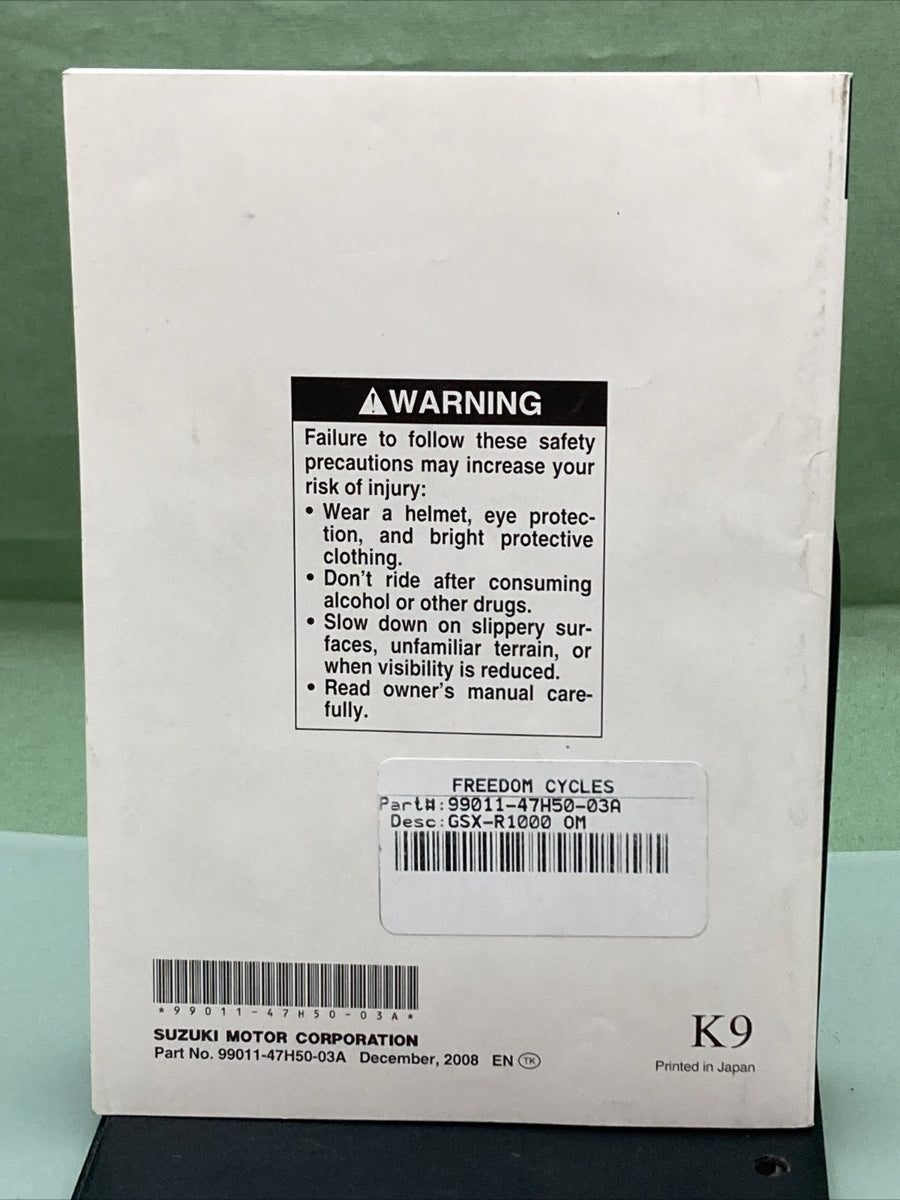 ⚠WARNING
Failure to follow these safety
precautions may increase your
risk of injury:
• Wear a helmet, eye protec-
tion, and bright protective
clothing.
• Don't ride after consuming
alcohol or other drugs.
• Slow down on slippery sur-
faces, unfamiliar terrain, or
when visibility is reduced.
• Read owner's manual care-
fully.
FREEDOM CYCLES
Part#:99011-47H50-03A
Desc:GSX-R1000 OM
*99011-47H50-03A*
SUZUKI MOTOR CORPORATION
Part No. 99011-47H50-03A December, 2008 EN TK
K9
Printed in Japan